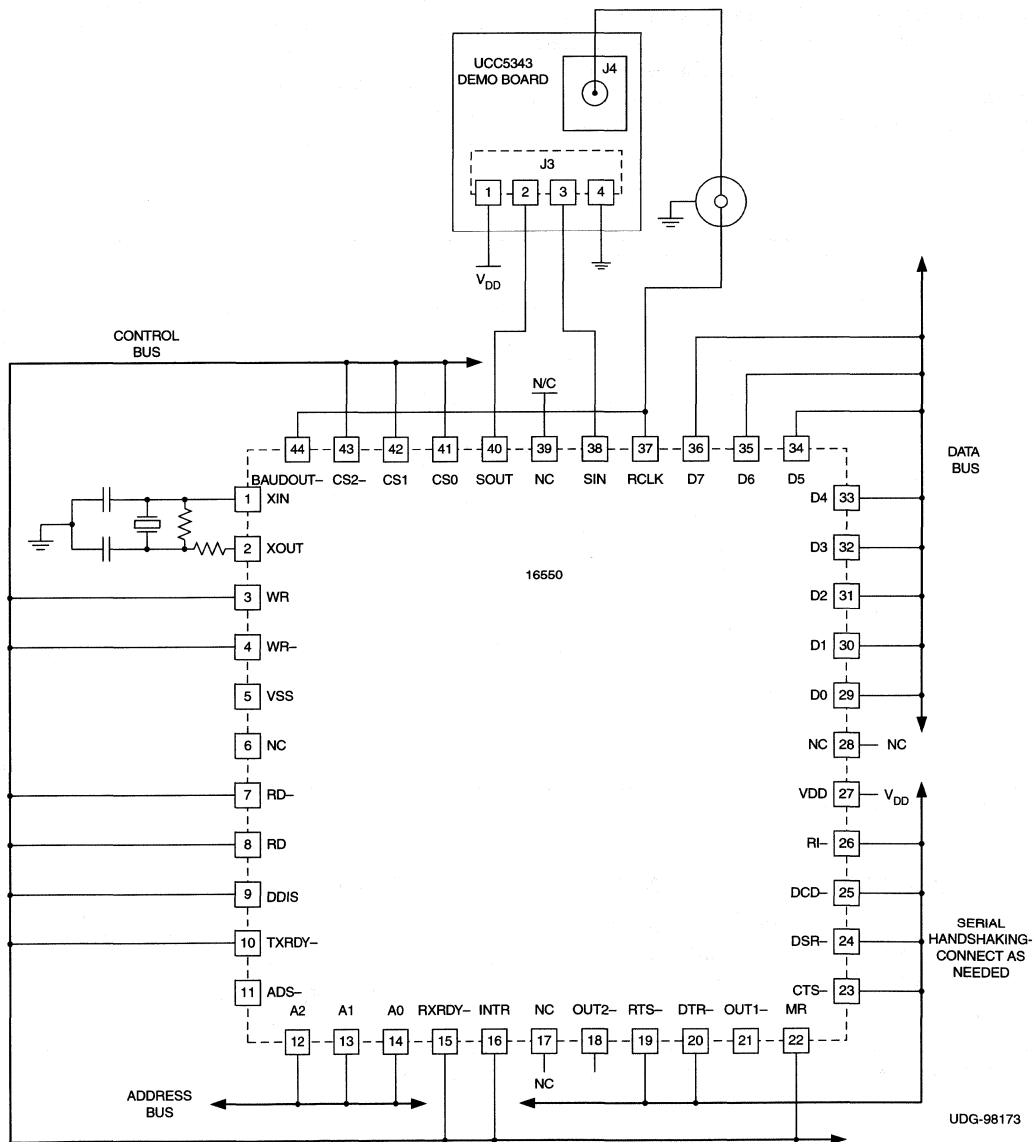 UCC5343
DEMO BOARD
J4
J3
1 2 3 4
VDD
CONTROL
BUS
N/C
44 43 42 41 40 39 38 37 36 35 34
BAUDOUT– CS2– CS1 CS0 SOUT NC SIN RCLK D7 D6 D5
DATA
BUS
1 XIN
2 XOUT
3 WR
4 WR–
5 VSS
6 NC
7 RD–
8 RD
9 DDIS
10 TXRDY–
11 ADS–
16550
D4 33
D3 32
D2 31
D1 30
D0 29
NC 28 NC
VDD 27 VDD
RI– 26
DCD– 25
DSR– 24
CTS– 23
SERIAL
HANDSHAKING-
CONNECT AS
NEEDED
A2 A1 A0 RXRDY– INTR NC OUT2– RTS– DTR– OUT1– MR
12 13 14 15 16 17 18 19 20 21 22
NC
ADDRESS
BUS
UDG-98173